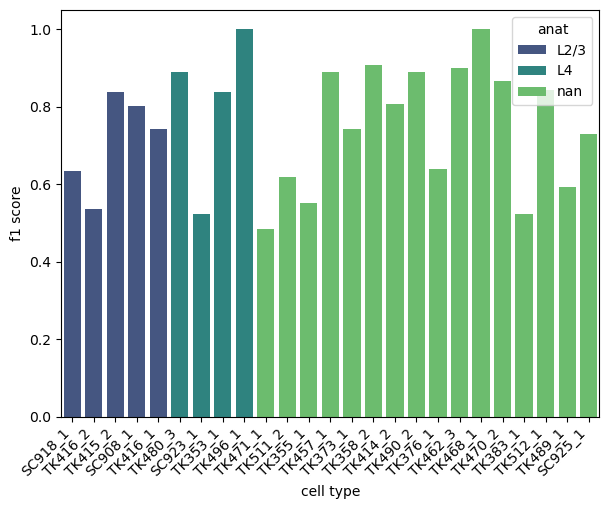 1.0
0.8
0.6
0.4
0.2
0.0
f1 score
anat
L2/3
L4
nan
SC918_1
TK416_2
TK415_2
SC908_1
TK416_1
TK480_3
SC923_1
TK353_1
TK496_1
TK471_1
TK511_2
TK355_1
TK457_1
TK373_1
TK358_2
TK414_2
TK490_2
TK376_1
TK462_3
TK468_1
TK470_2
TK383_1
TK512_1
TK489_1
SC925_1
cell type